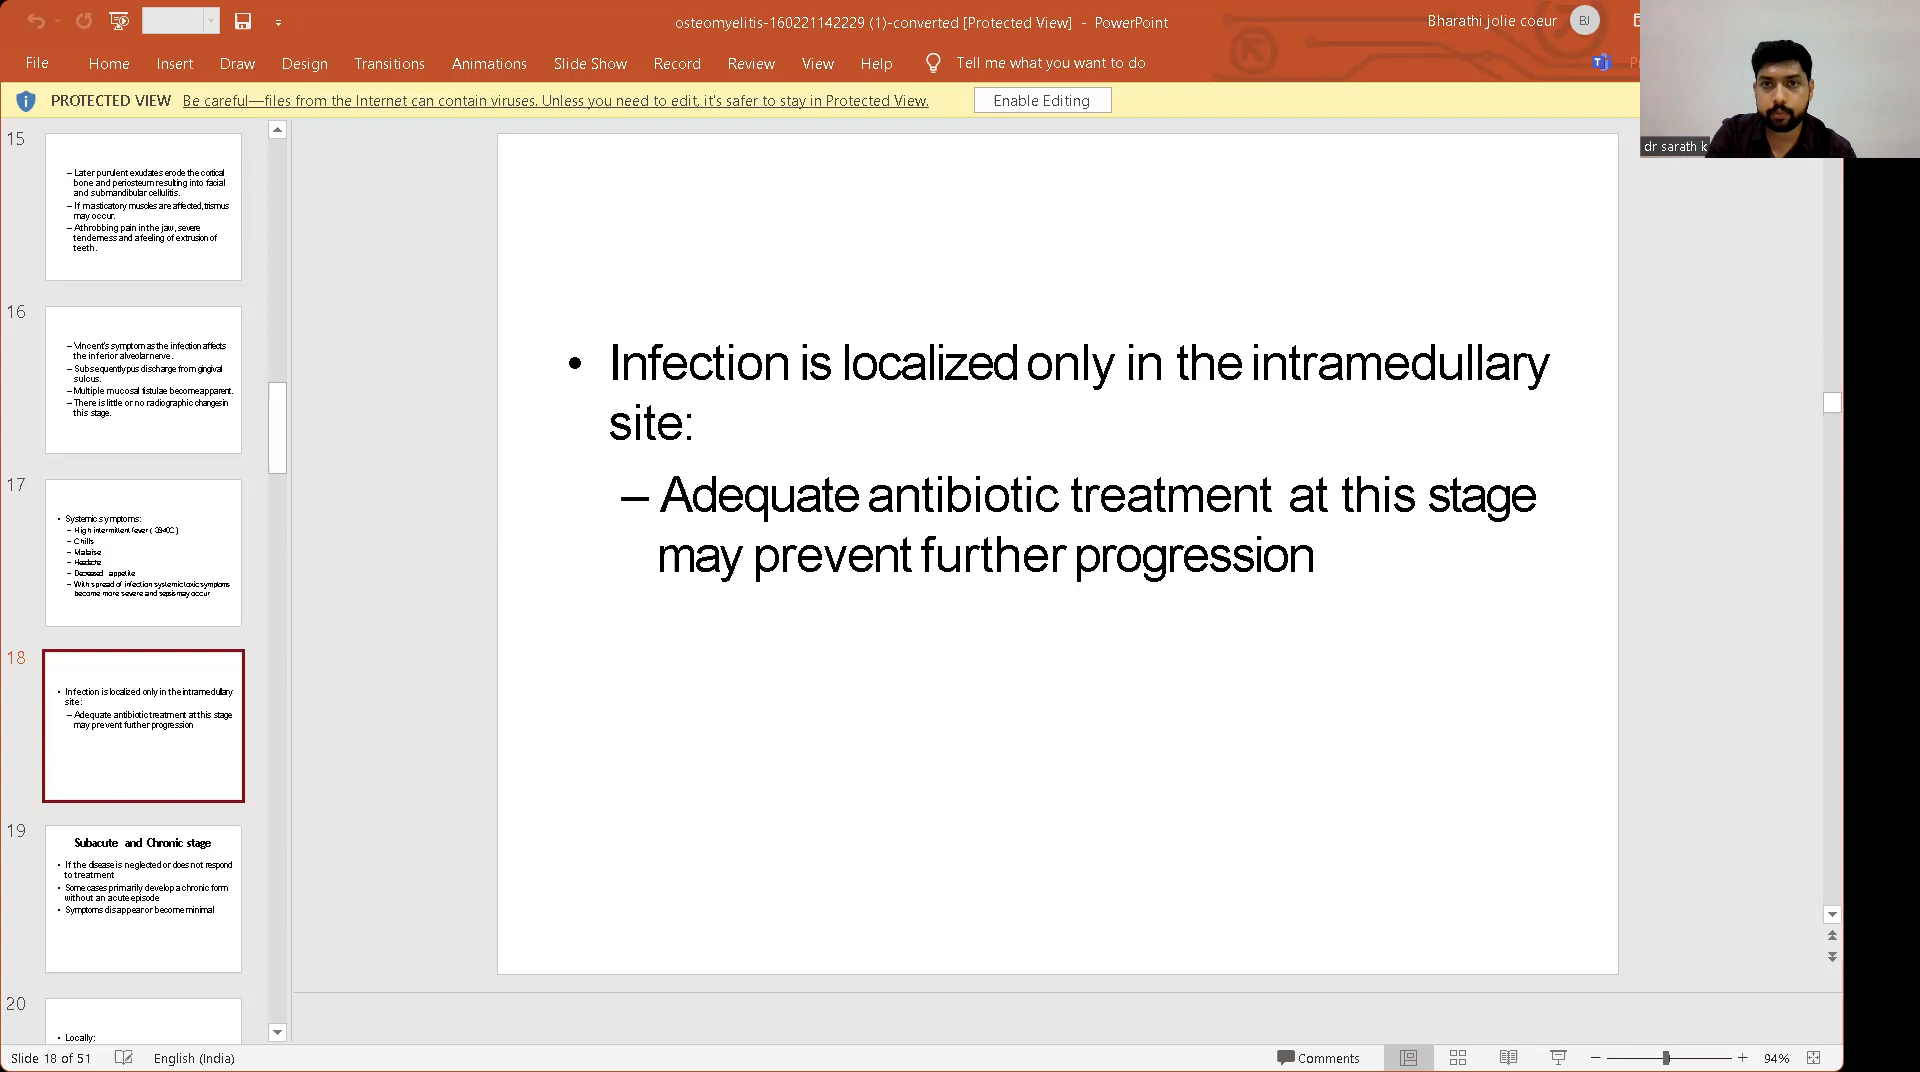 osteomyelitis-160221142229 (1)-converted [Protected View] - PowerPoint
Bharathi jolie coeur
BJ
File Home Insert Draw Design Transitions Animations Slide Show Record Review View Help Tell me what you want to do
PROTECTED VIEW Be careful—files from the Internet can contain viruses. Unless you need to edit, it's safer to stay in Protected View. Enable Editing
dr sarath k
15
– Later purulent exudates erode the cortical
bone and periosteum resulting into facial
and submandibular cellulitis.
– If masticatory muscles are affected,trismus
may occur.
– Athrobbing pain in the jaw, severe
tenderness and a feeling of extrusion of
teeth.
16
– Vincent's symptom as the infection affects
the inferior alveolar nerve.
– Subsequently pus discharge from gingival
sulcus.
– Multiple mucosal fistulae become apparent.
– There is little or no radiographic changes in
this stage.
17
• Systemic symptoms:
– High intermittent fever
– Chills
– Malaise
– Headache
– Decreased appetite
– With spread of infection systemic toxic symptoms
become more severe and sepsis may occur
18
• Infection is localized only in the intramedullary
site:
– Adequate antibiotic treatment at this stage
may prevent further progression
19
Subacute and Chronic stage
• If the disease is neglected or does not respond
to treatment
• Some cases primarily develop a chronic form
without an acute episode
• Symptoms disappear or become minimal
20
• Locally:
• Infection is localized only in the intramedullary
site:
– Adequate antibiotic treatment at this stage
may prevent further progression
Slide 18 of 51 English (India) Comments 94%